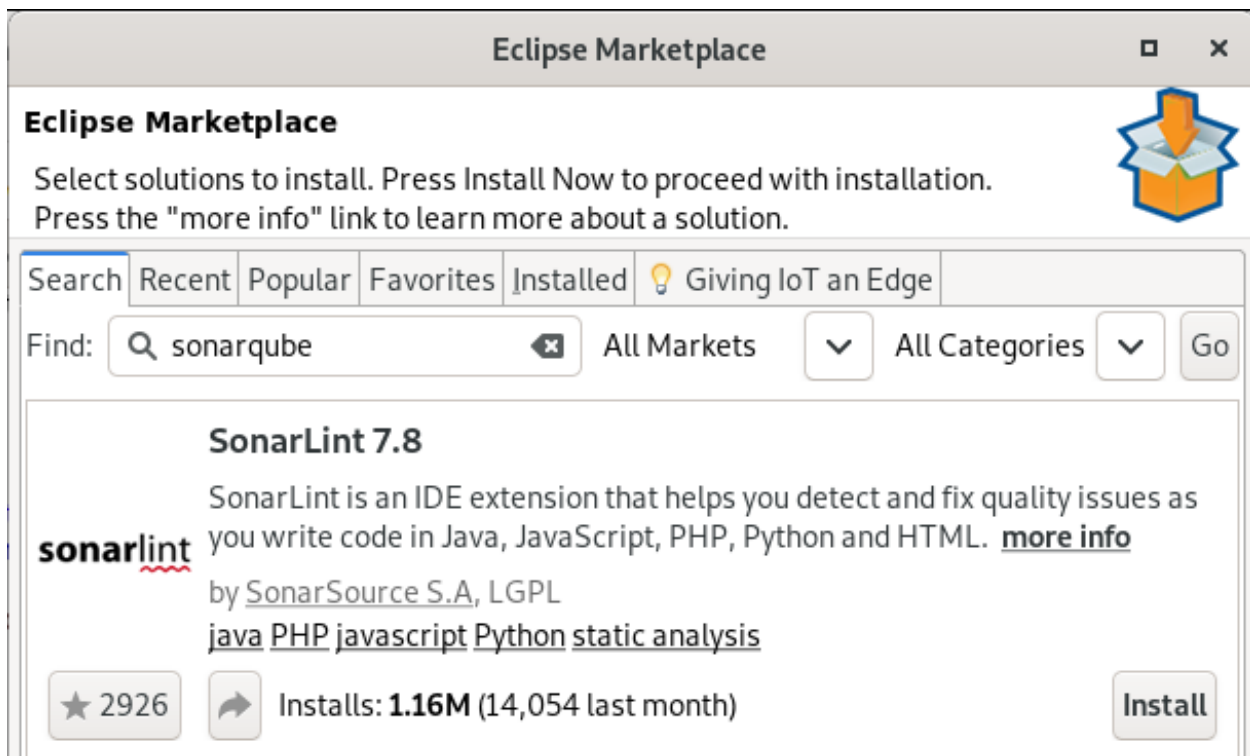 Eclipse Marketplace
Eclipse Marketplace
Select solutions to install. Press Install Now to proceed with installation.
Press the "more info" link to learn more about a solution.
Search Recent Popular Favorites Installed Giving IoT an Edge
Find: sonarqube All Markets All Categories Go
SonarLint 7.8
SonarLint is an IDE extension that helps you detect and fix quality issues as
sonarlint you write code in Java, JavaScript, PHP, Python and HTML. more info
by SonarSource S.A, LGPL
java PHP javascript Python static analysis
2926 Installs: 1.16M (14,054 last month) Install